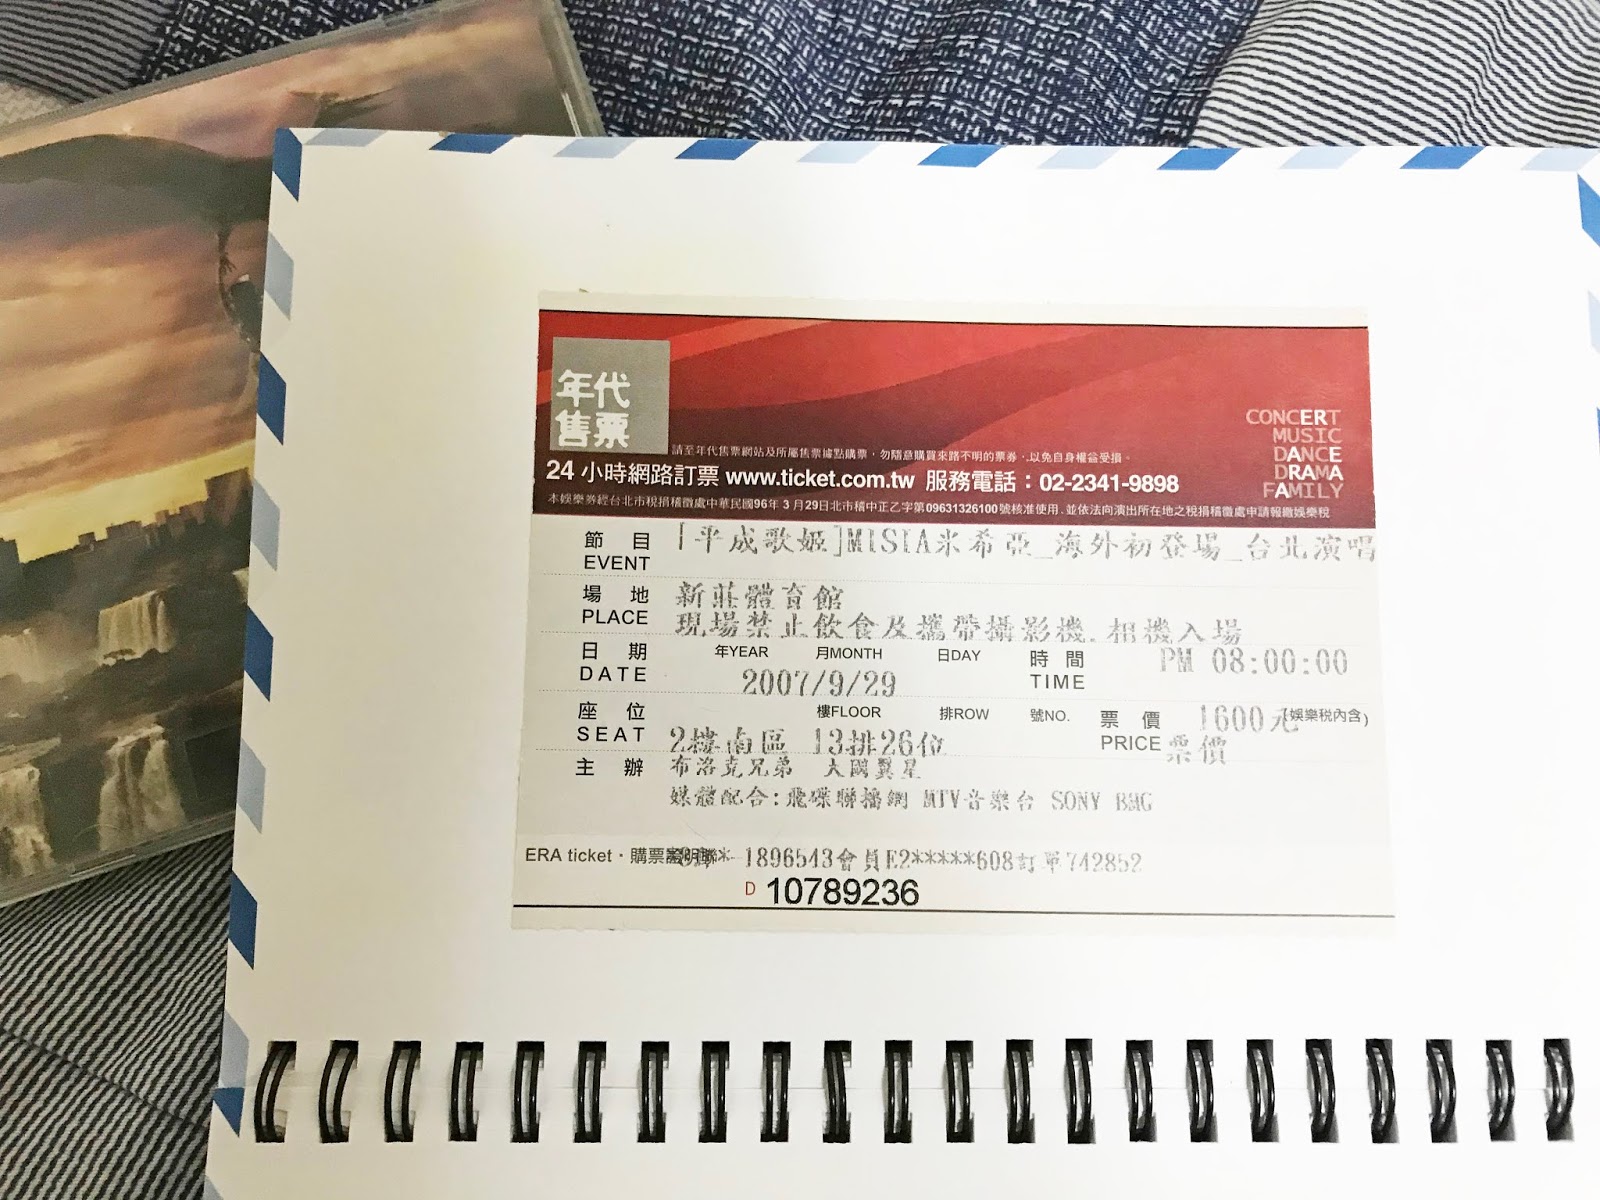 年代
售票
CONCERT
MUSIC
DANCE
DRAMA
FAMILY
請至年代售票網站及所屬售票據點購票，勿隨意購買來路不明的票券，以免自身權益受損。
24 小時網路訂票 www.ticket.com.tw 服務電話：02-2341-9898
本娛樂券經台北市稅捐稽徵處中華民國96年 3 月29日北市稽中正乙字第09631326100號核准使用，並依法向演出所在地之稅捐稽徵處申請報繳娛樂稅
節 目 [平成歌姬]MISIA米希亞_海外初登場_台北演唱
EVENT
場 地 新莊體育館
PLACE 現場禁止飲食及攜帶攝影機.相機入場
日 期 年YEAR 月MONTH 日DAY 時 間 PM 08:00:00
DATE 2007/9/29 TIME
座 位 樓FLOOR 排ROW 號NO. 票 價 1600元(娛樂稅內含)
SEAT 2樓南區 13排26位 PRICE 票價
主 辦 布洛克兄弟 大國翼星
媒體配合:飛碟聯播網 MTV音樂台 SONY BMG
ERA ticket・購票 1896543會員E2*****608訂單742852
D 10789236